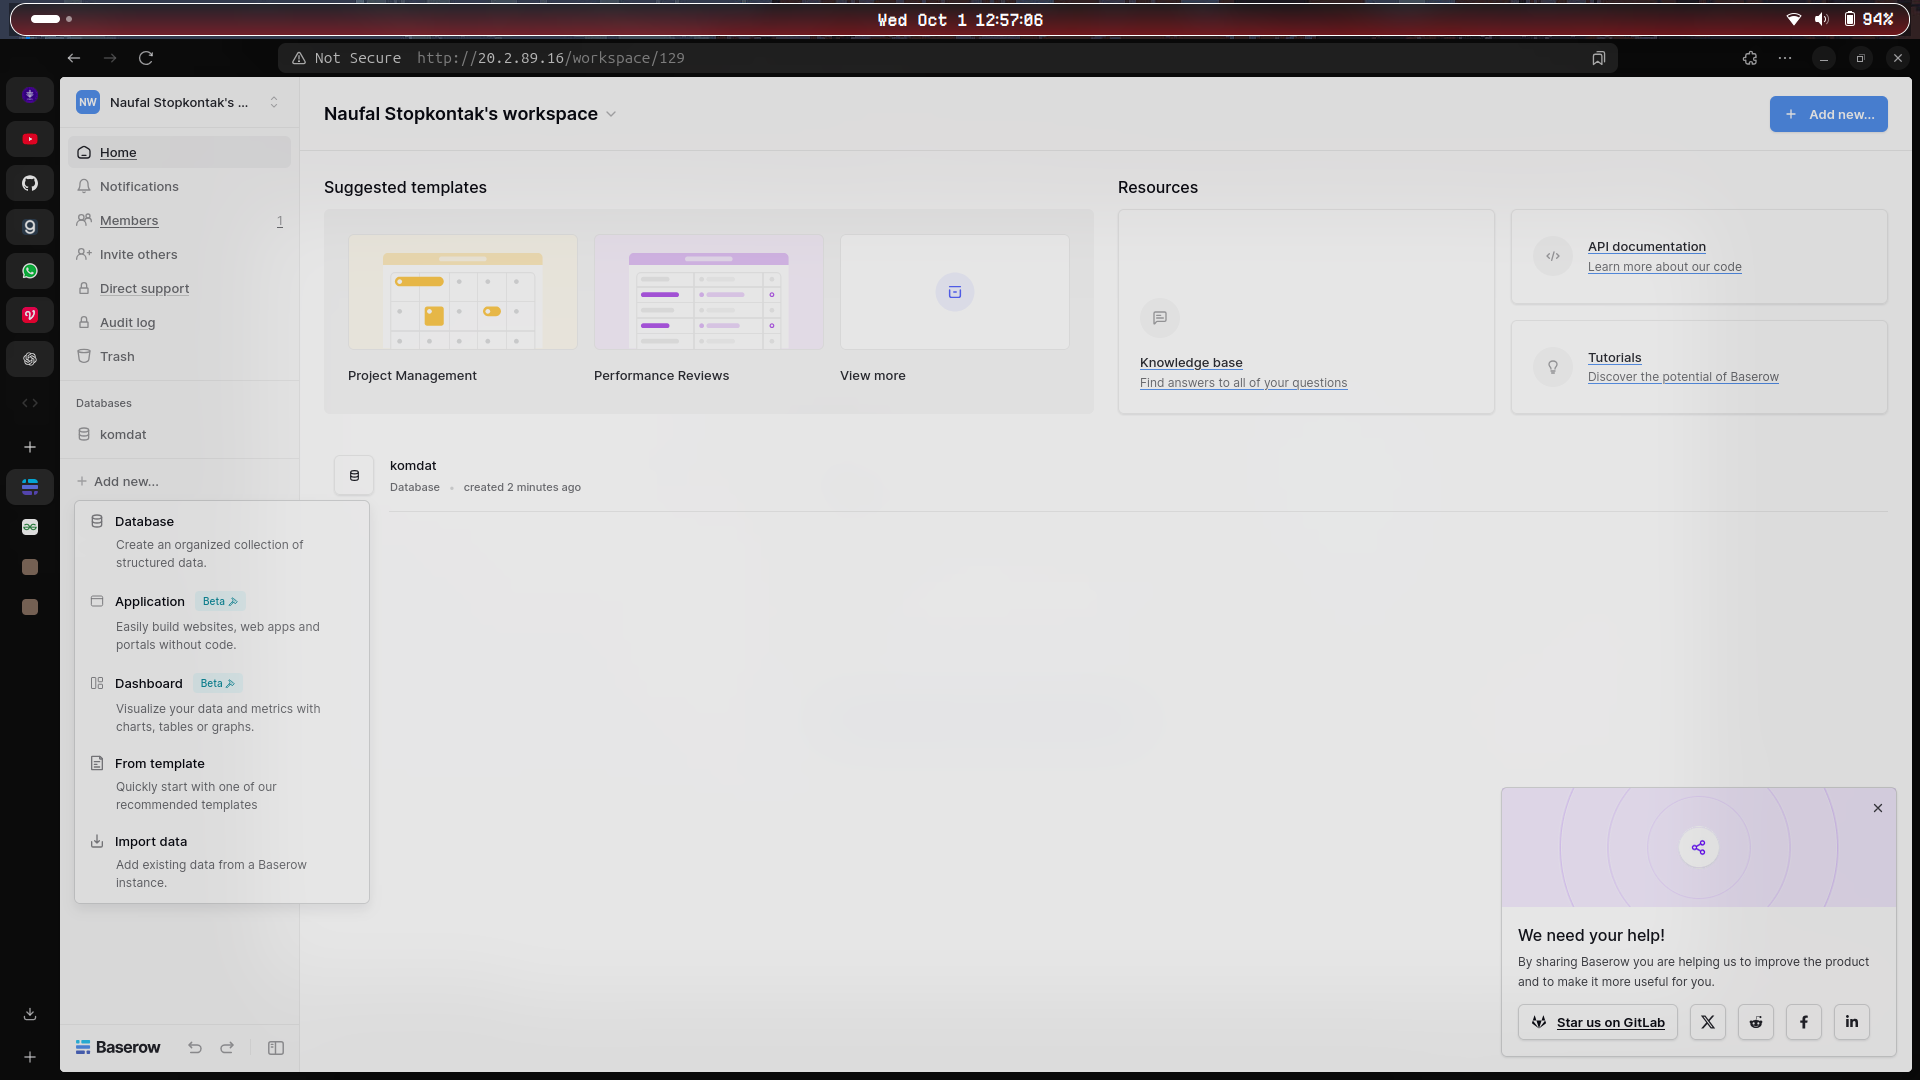 Wed Oct 1 12:57:06
94%
Not Secure http://20.2.89.16/workspace/129
NW Naufal Stopkontak's ...
Home
Notifications
Members 1
Invite others
Direct support
Audit log
Trash
Databases
komdat
+ Add new...
Database
Create an organized collection of
structured data.
Application Beta
Easily build websites, web apps and
portals without code.
Dashboard Beta
Visualize your data and metrics with
charts, tables or graphs.
From template
Quickly start with one of our
recommended templates
Import data
Add existing data from a Baserow
instance.
Baserow
Naufal Stopkontak's workspace
+ Add new...
Suggested templates
Project Management
Performance Reviews
View more
Resources
Knowledge base
Find answers to all of your questions
API documentation
Learn more about our code
Tutorials
Discover the potential of Baserow
komdat
Database • created 2 minutes ago
We need your help!
By sharing Baserow you are helping us to improve the product
and to make it more useful for you.
Star us on GitLab